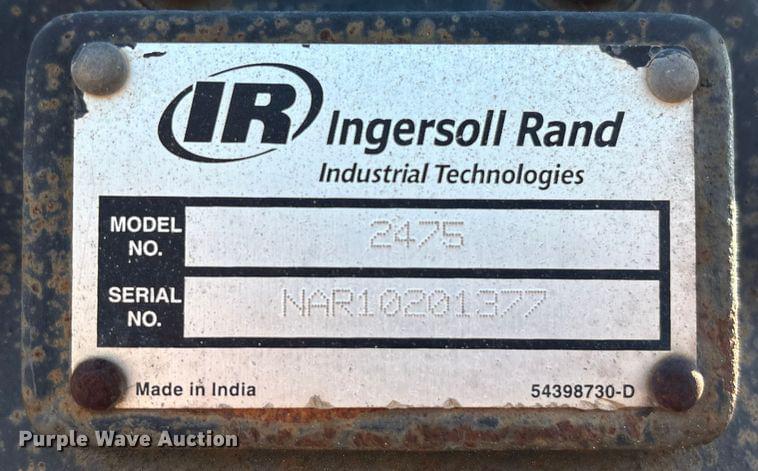 IR Ingersoll Rand
Industrial Technologies
MODEL NO. 2475
SERIAL NO. NAR10201377
Made in India 54398730-D
Purple Wave Auction